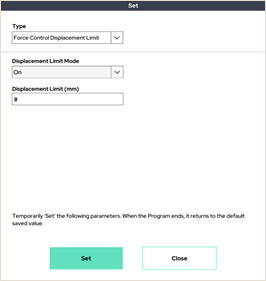 Set
Type
Force Control Displacement Limit
Displacement Limit Mode
On
Displacement Limit (mm)
0
Temporarily 'Set' the following parameters. When the Program ends, it returns to the default
saved value.
Set
Close